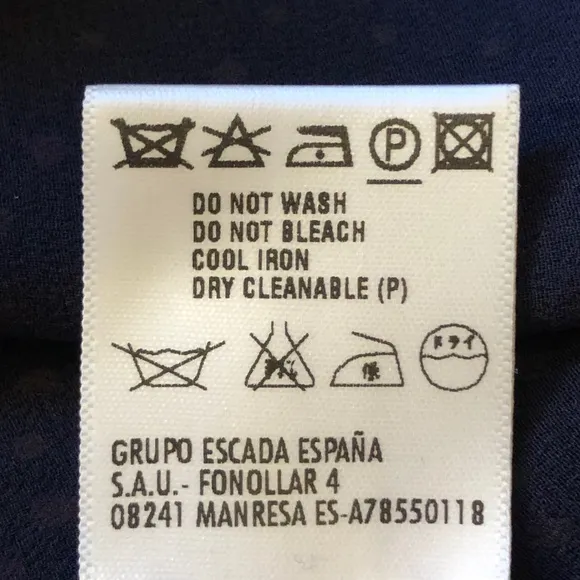 P
DO NOT WASH
DO NOT BLEACH
COOL IRON
DRY CLEANABLE (P)
低 ドライ
GRUPO ESCADA ESPAÑA
S.A.U.- FONOLLAR 4
08241 MANRESA ES-A78550118